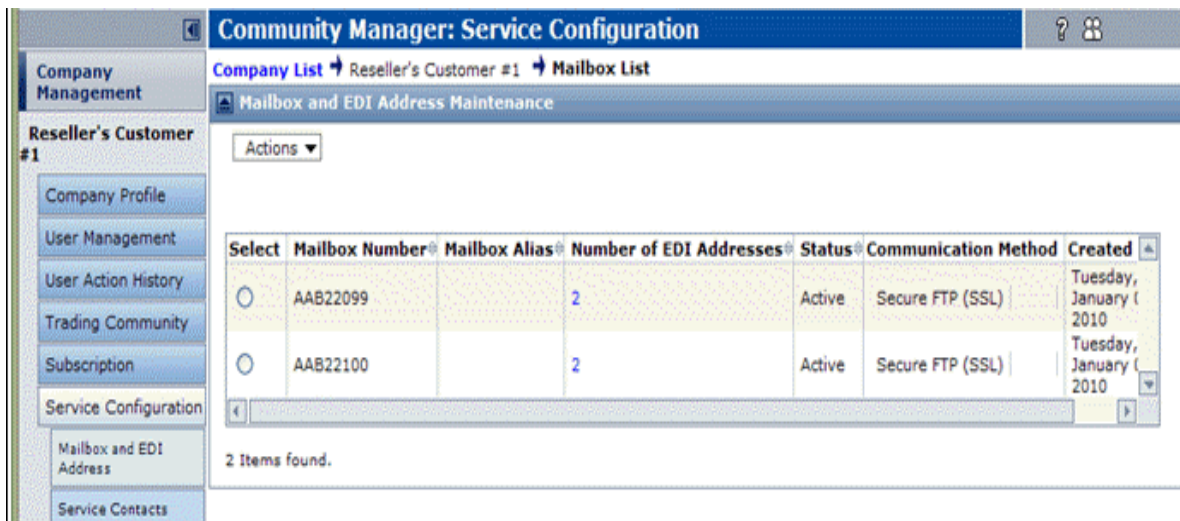 Community Manager: Service Configuration
?
Company Management
Company List Reseller's Customer #1 Mailbox List
Mailbox and EDI Address Maintenance
Reseller's Customer #1
Actions
Company Profile
User Management
User Action History
Trading Community
Subscription
Service Configuration
Mailbox and EDI Address
Service Contacts
Select Mailbox Number Mailbox Alias Number of EDI Addresses Status Communication Method Created
AAB22099 2 Active Secure FTP (SSL) Tuesday, January 2010
AAB22100 2 Active Secure FTP (SSL) Tuesday, January 2010
2 Items found.